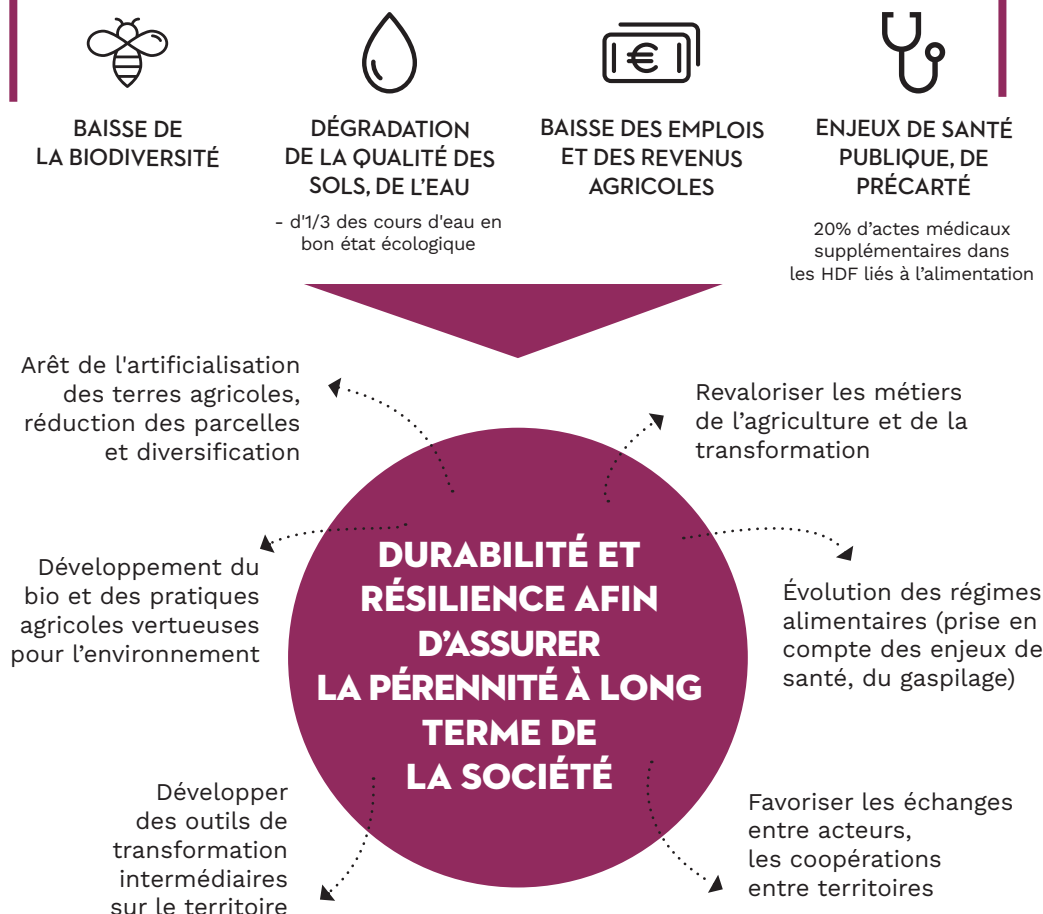 BAISSE DE
LA BIODIVERSITÉ
DÉGRADATION
DE LA QUALITÉ DES
SOLS, DE L'EAU
- d'1/3 des cours d'eau en
bon état écologique
€
BAISSE DES EMPLOIS
ET DES REVENUS
AGRICOLES
ENJEUX DE SANTÉ
PUBLIQUE, DE
PRÉCARTÉ
20% d’actes médicaux
supplémentaires dans
les HDF liés à l’alimentation
Arêt de l'artificialisation
des terres agricoles,
réduction des parcelles
et diversification
Revaloriser les métiers
de l’agriculture et de la
transformation
Développement du
bio et des pratiques
agricoles vertueuses
pour l’environnement
DURABILITÉ ET
RÉSILIENCE AFIN
D'ASSURER
LA PÉRENNITÉ À LONG
TERME DE
LA SOCIÉTÉ
Évolution des régimes
alimentaires (prise en
compte des enjeux de
santé, du gaspilage)
Développer
des outils de
transformation
intermédiaires
sur le territoire
Favoriser les échanges
entre acteurs,
les coopérations
entre territoires